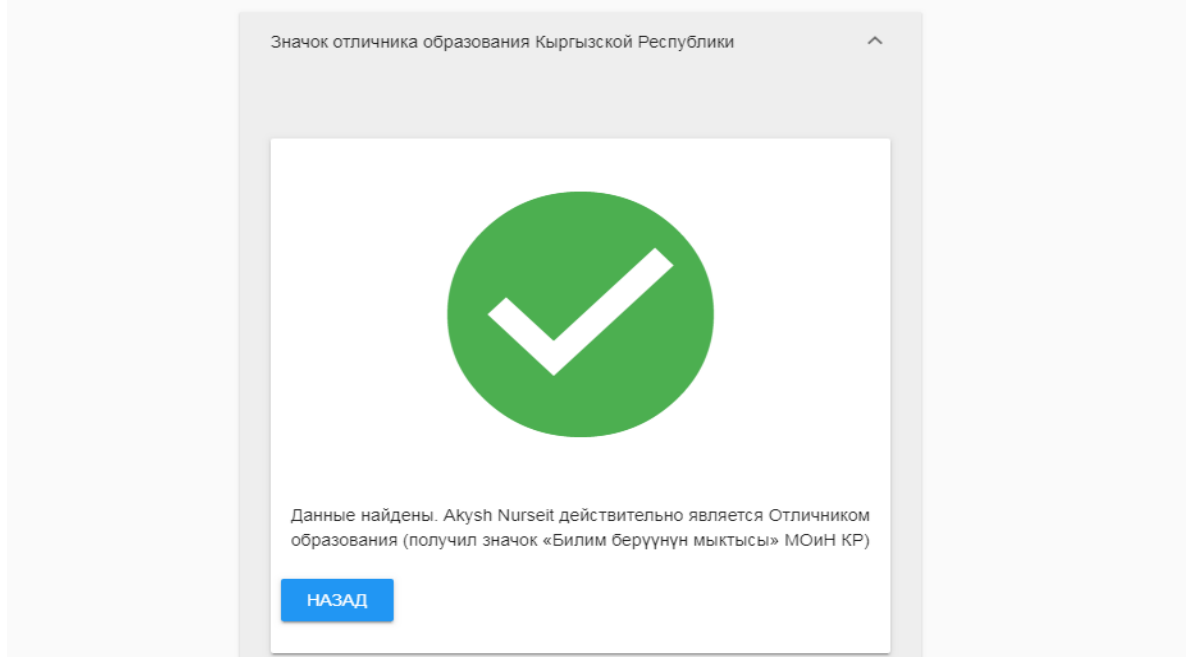 Значок отличника образования Кыргызской Республики
Данные найдены. Akysh Nurseit действительно является Отличником
образования (получил значок «Билим берүүнүн мыктысы» МОиН КР)
НАЗАД